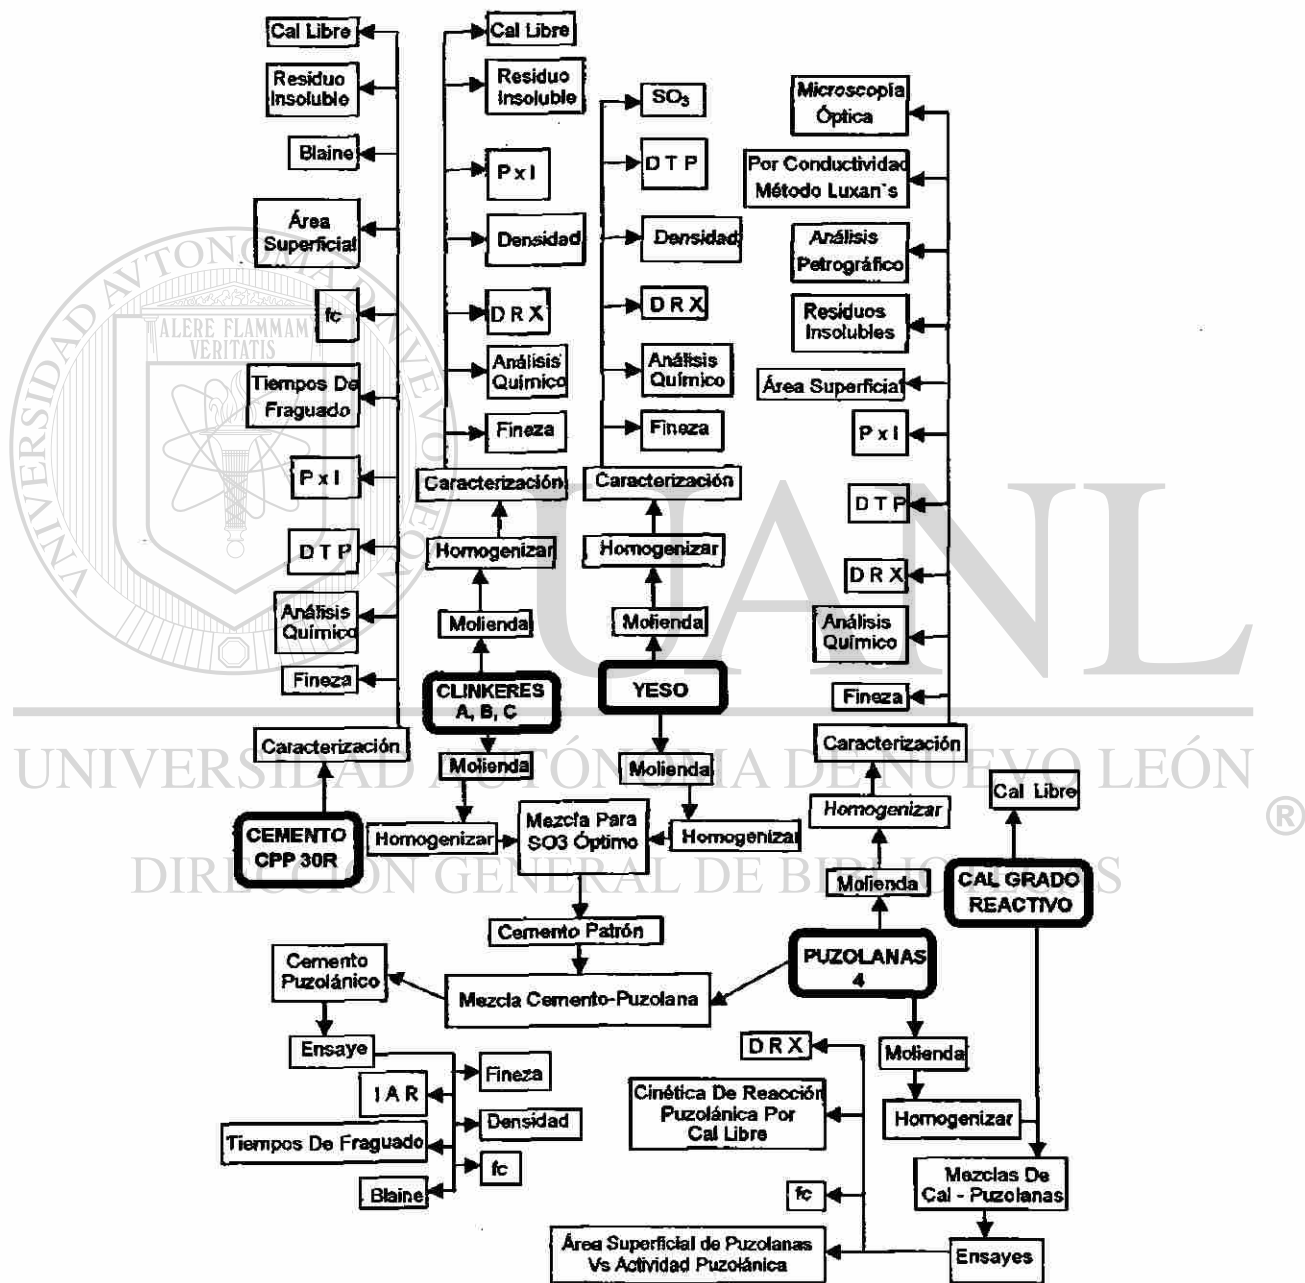 Cal Libre
Residuo
Insoluble
Blaine
Área
Superficial
fc
Tiempos De
Fraguado
P x I
D T P
Análisis
Químico
Fineza
Caracterización
CEMENTO
CPP 30R
Cal Libre
Residuo
Insoluble
P x I
Densidad
D R X
Análisis
Químico
Fineza
Caracterización
Homogenizar
Molienda
CLINKERES
A, B, C
Molienda
Homogenizar
SO₃
D T P
Densidad
D R X
Análisis
Químico
Fineza
Caracterización
Homogenizar
Molienda
YESO
Molienda
Homogenizar
Mezcla Para
SO3 Óptimo
Cemento Patrón
Mezcla Cemento-Puzolana
Cemento
Puzolánico
Ensaye
Fineza
I A R
Densidad
Tiempos De Fraguado
fc
Blaine
Microscopía
Óptica
Por Conductividad
Método Luxan`s
Análisis
Petrográfico
Residuos
Insolubles
Área Superficial
P x I
D T P
D R X
Análisis
Químico
Fineza
Caracterización
Homogenizar
Molienda
PUZOLANAS
4
Molienda
Homogenizar
Cal Libre
CAL GRADO
REACTIVO
Mezclas De
Cal - Puzolanas
Ensayes
D R X
Cinética De Reacción
Puzolánica Por
Cal Libre
fc
Área Superficial de Puzolanas
Vs Actividad Puzolánica
UNIVERSIDAD AVTONOMA DE NVEVO LEÓN
ALERE FLAMMAM
VERITATIS
UANL
UNIVERSIDAD AUTÓNOMA DE NUEVO LEÓN
®
DIRECCIÓN GENERAL DE BIBLIOTECAS